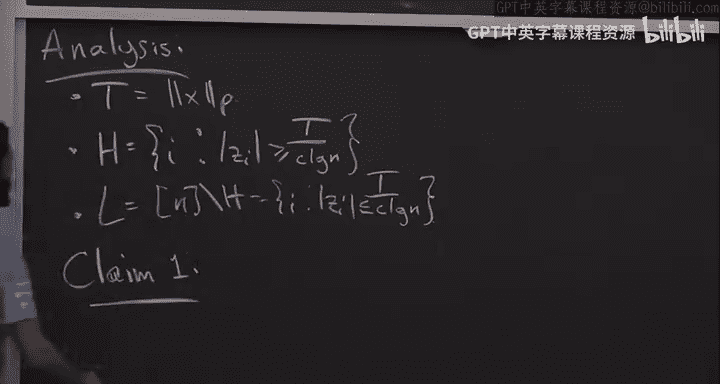 GPT中英字幕课程资源@bilibili.com
GPT中英字幕课程资源 bilibili
Analysis.
• T = ||x||p
• H = {i : |zi| ≥ T/(clgn)}
• L = [n]\H = {i : |zi| ≤ T/(clgn)}
Claim 1.